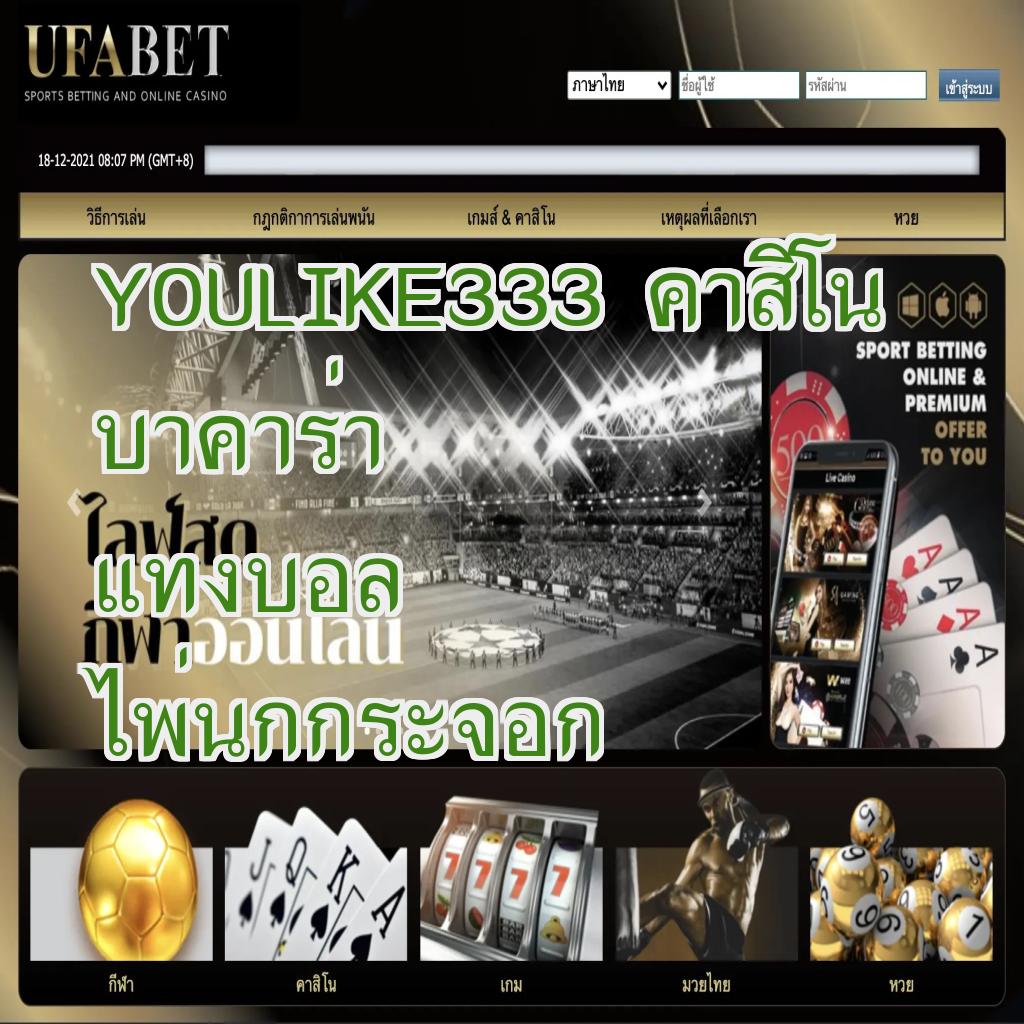 UFABET
SPORTS BETTING AND ONLINE CASINO
ภาษาไทย ชื่อผู้ใช้ รหัสผ่าน เข้าสู่ระบบ
18-12-2021 08:07 PM (GMT+8)
วิธีการเล่น กฎกติกาการเล่นพนัน เกมส์ & คาสิโน เหตุผลที่เลือกเรา หวย
YOULIKE333 คาสิโน
บาคาร่า
แทงบอล
ไพ่นกกระจอก
ไลฟ์สด
กีฬาออนไลน์
SPORT BETTING
ONLINE &
PREMIUM
OFFER
TO YOU
500
Live Casino
J Q K A
A A A
7 7 7 7
กีฬา คาสิโน เกม มวยไทย หวย